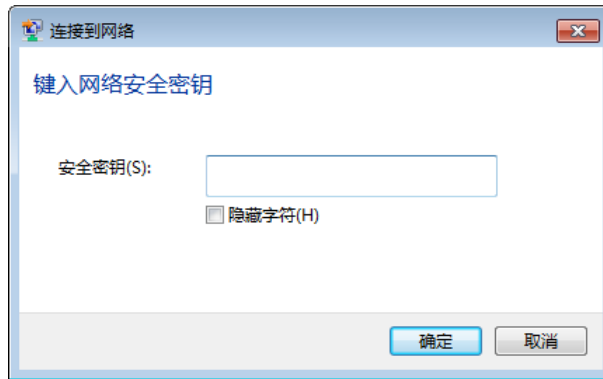 连接到网络
键入网络安全密钥
安全密钥(S):
隐藏字符(H)
确定
取消